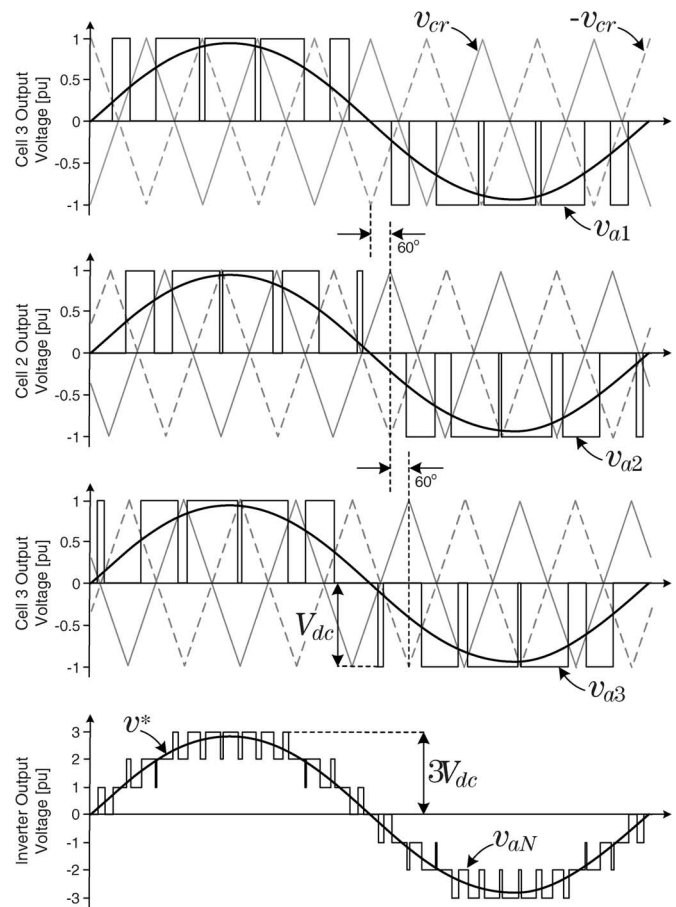 v_cr
-v_cr
Cell 3 Output
Voltage [pu]
1
0.5
0
-0.5
-1
v_a1
60°
Cell 2 Output
Voltage [pu]
1
0.5
0
-0.5
-1
v_a2
60°
Cell 3 Output
Voltage [pu]
1
0.5
0
-0.5
-1
V_dc
v_a3
Inverter Output
Voltage [pu]
3
2
1
0
-1
-2
-3
v*
3V_dc
v_aN